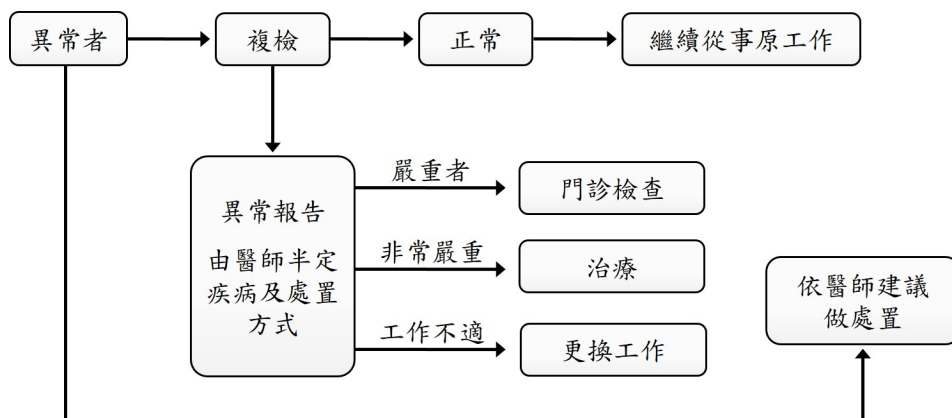 異常者
複檢
正常
繼續從事原工作
異常報告
由醫師半定
疾病及處置
方式
嚴重者
門診檢查
非常嚴重
治療
工作不適
更換工作
依醫師建議
做處置